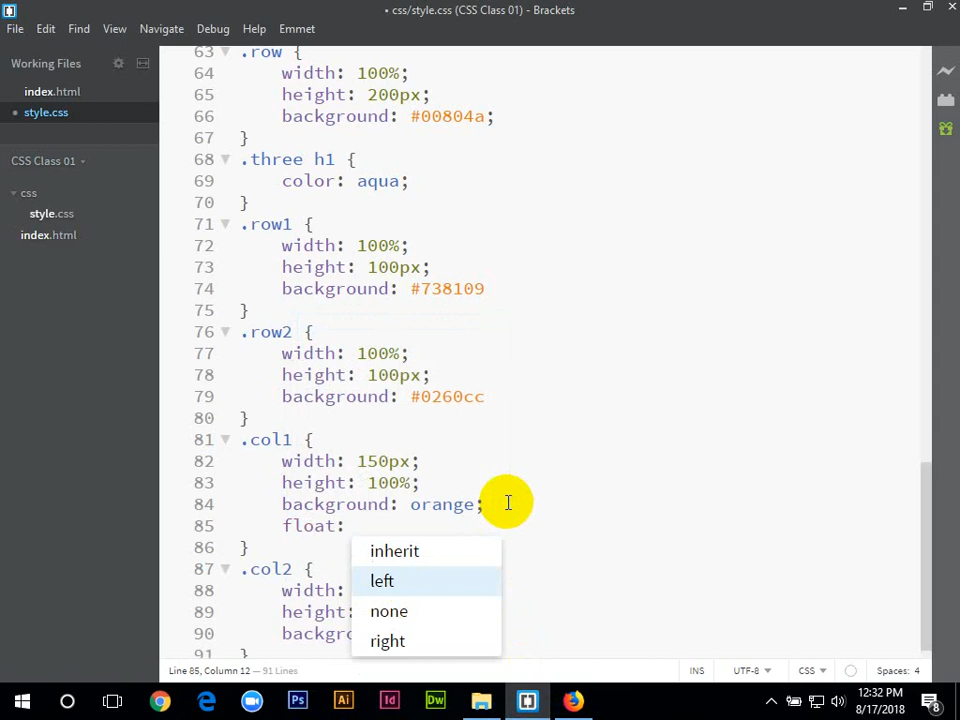 • css/style.css (CSS Class 01) - Brackets
File Edit Find View Navigate Debug Help Emmet
Working Files
index.html
• style.css
CSS Class 01
css
style.css
index.html
63 .row {
64 width: 100%;
65 height: 200px;
66 background: #00804a;
67 }
68 .three h1 {
69 color: aqua;
70 }
71 .row1 {
72 width: 100%;
73 height: 100px;
74 background: #738109
75 }
76 .row2 {
77 width: 100%;
78 height: 100px;
79 background: #0260cc
80 }
81 .col1 {
82 width: 150px;
83 height: 100%;
84 background: orange;
85 float:
86 }
87 .col2 {
88 width:
89 height:
90
91 }
inherit
left
none
right
Line 85, Column 12 — 91 Lines
INS UTF-8 CSS Spaces: 4
Ps Ai Id Dw
12:32 PM
8/17/2018
8